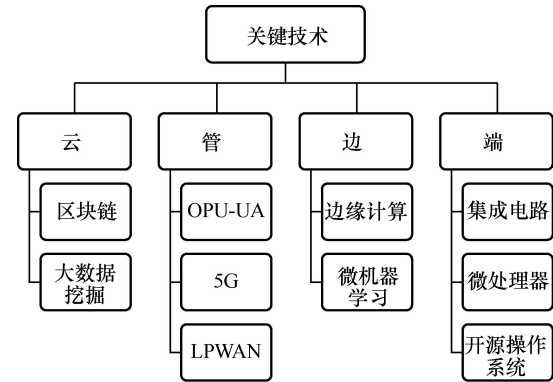 关键技术
云
管
边
端
区块链
OPU-UA
边缘计算
集成电路
大数据
挖掘
5G
微机器
学习
微处理器
LPWAN
开源操作
系统